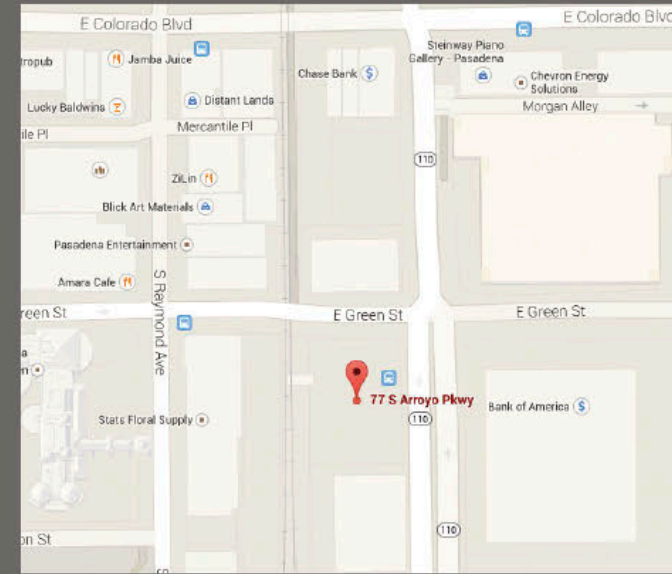 E Colorado Blvd
E Colorado Blvd
Steinway Piano
Gallery - Pasadena
tropub
Jamba Juice
Chase Bank
Chevron Energy
Solutions
Lucky Baldwins
Distant Lands
Morgan Alley
ile Pl
Mercantile Pl
110
ZiLin
Blick Art Materials
Pasadena Entertainment
Amara Cafe
S Raymond Ave
reen St
E Green St
E Green St
a
n
77 S Arroyo Pkwy
Bank of America
Stats Floral Supply
110
110
on St
S